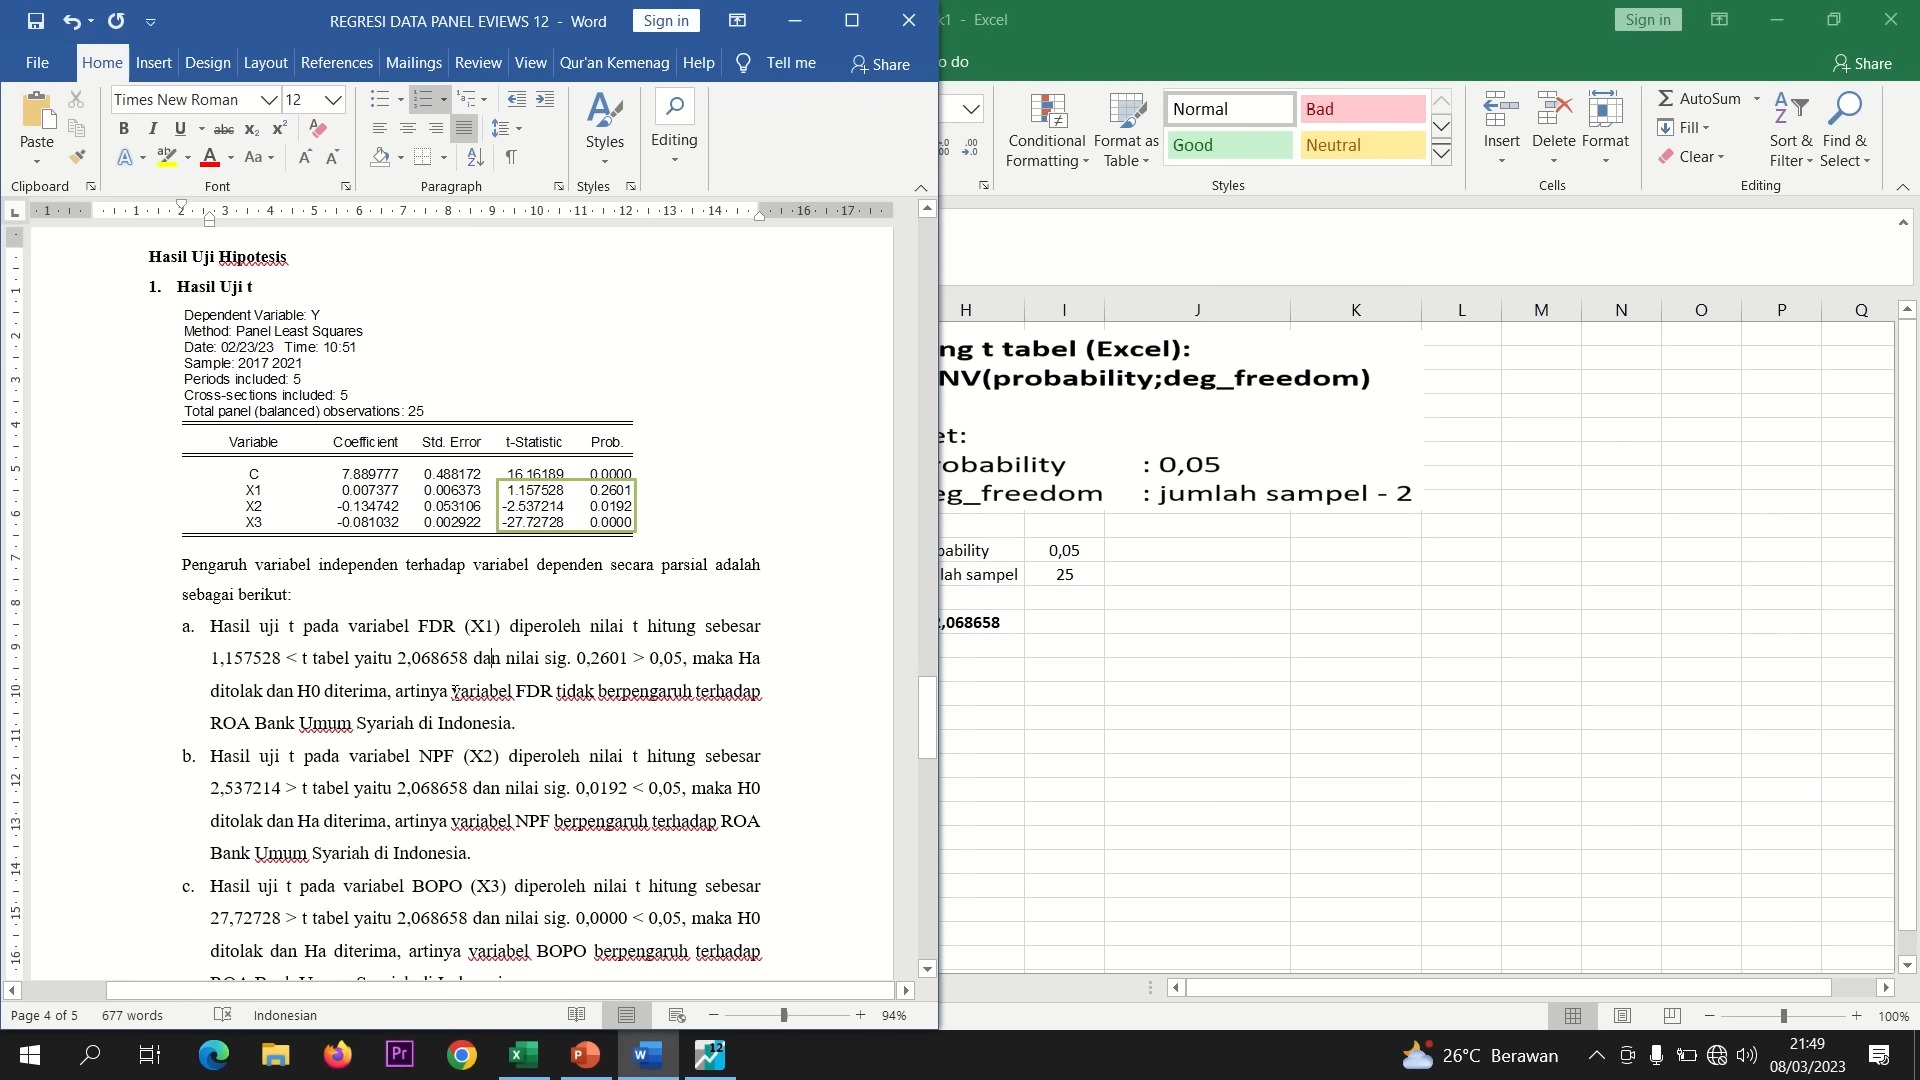 REGRESI DATA PANEL EVIEWS 12 - Word
Sign in
k1 - Excel
Sign in
File Home Insert Design Layout References Mailings Review View Qur'an Kemenag Help Tell me Share
o do
Share
Times New Roman 12
Paste
Styles
Editing
Clipboard Font Paragraph Styles
Normal Bad
Good Neutral
Conditional Formatting
Format as Table
Styles
Insert Delete Format
Cells
AutoSum
Fill
Clear
Sort & Filter
Find & Select
Editing
Hasil Uji Hipotesis
1. Hasil Uji t
Dependent Variable: Y
Method: Panel Least Squares
Date: 02/23/23 Time: 10:51
Sample: 2017 2021
Periods included: 5
Cross-sections included: 5
Total panel (balanced) observations: 25
Variable Coefficient Std. Error t-Statistic Prob.
C 7.889777 0.488172 16.16189 0.0000
X1 0.007377 0.006373 1.157528 0.2601
X2 -0.134742 0.053106 -2.537214 0.0192
X3 -0.081032 0.002922 -27.72728 0.0000
Pengaruh variabel independen terhadap variabel dependen secara parsial adalah
sebagai berikut:
a. Hasil uji t pada variabel FDR (X1) diperoleh nilai t hitung sebesar
1,157528 < t tabel yaitu 2,068658 dan nilai sig. 0,2601 > 0,05, maka Ha
ditolak dan H0 diterima, artinya variabel FDR tidak berpengaruh terhadap
ROA Bank Umum Syariah di Indonesia.
b. Hasil uji t pada variabel NPF (X2) diperoleh nilai t hitung sebesar
2,537214 > t tabel yaitu 2,068658 dan nilai sig. 0,0192 < 0,05, maka H0
ditolak dan Ha diterima, artinya variabel NPF berpengaruh terhadap ROA
Bank Umum Syariah di Indonesia.
c. Hasil uji t pada variabel BOPO (X3) diperoleh nilai t hitung sebesar
27,72728 > t tabel yaitu 2,068658 dan nilai sig. 0,0000 < 0,05, maka H0
ditolak dan Ha diterima, artinya variabel BOPO berpengaruh terhadap
H I J K L M N O P Q
ng t tabel (Excel):
NV(probability;deg_freedom)
et:
robability : 0,05
eg_freedom : jumlah sampel - 2
bability 0,05
lah sampel 25
2,068658
Page 4 of 5 677 words Indonesian 94%
100%
26°C Berawan
21:49
08/03/2023